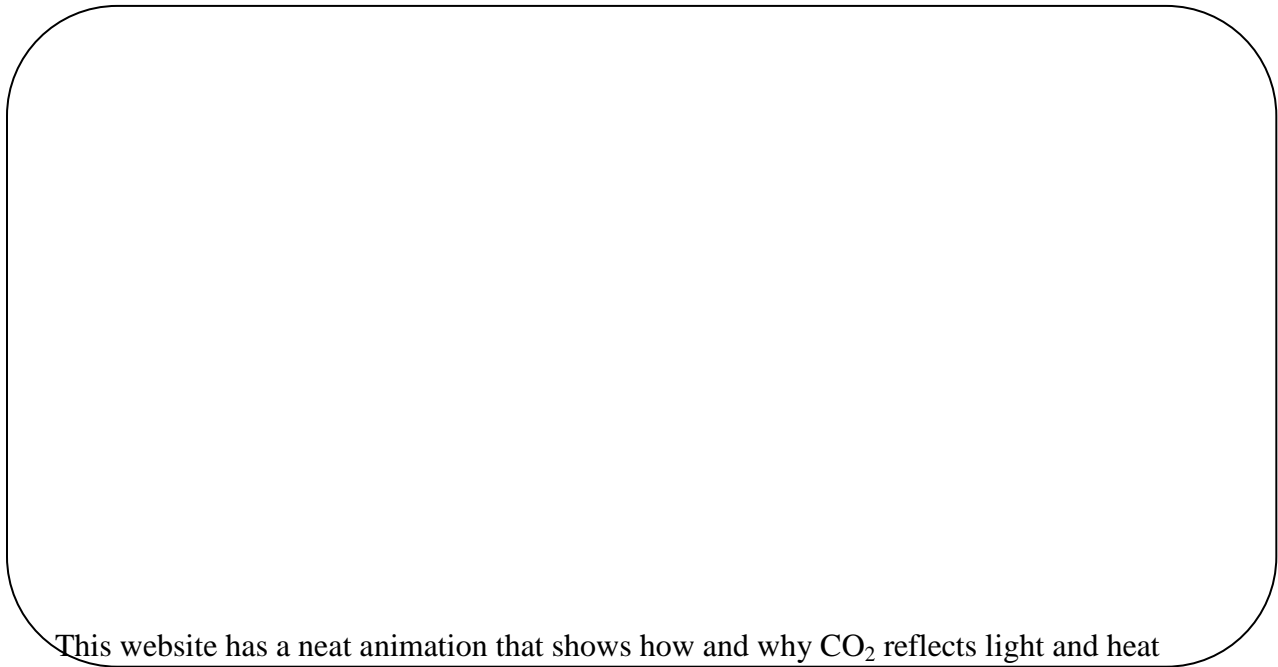 This website has a neat animation that shows how and why CO₂ reflects light and heat